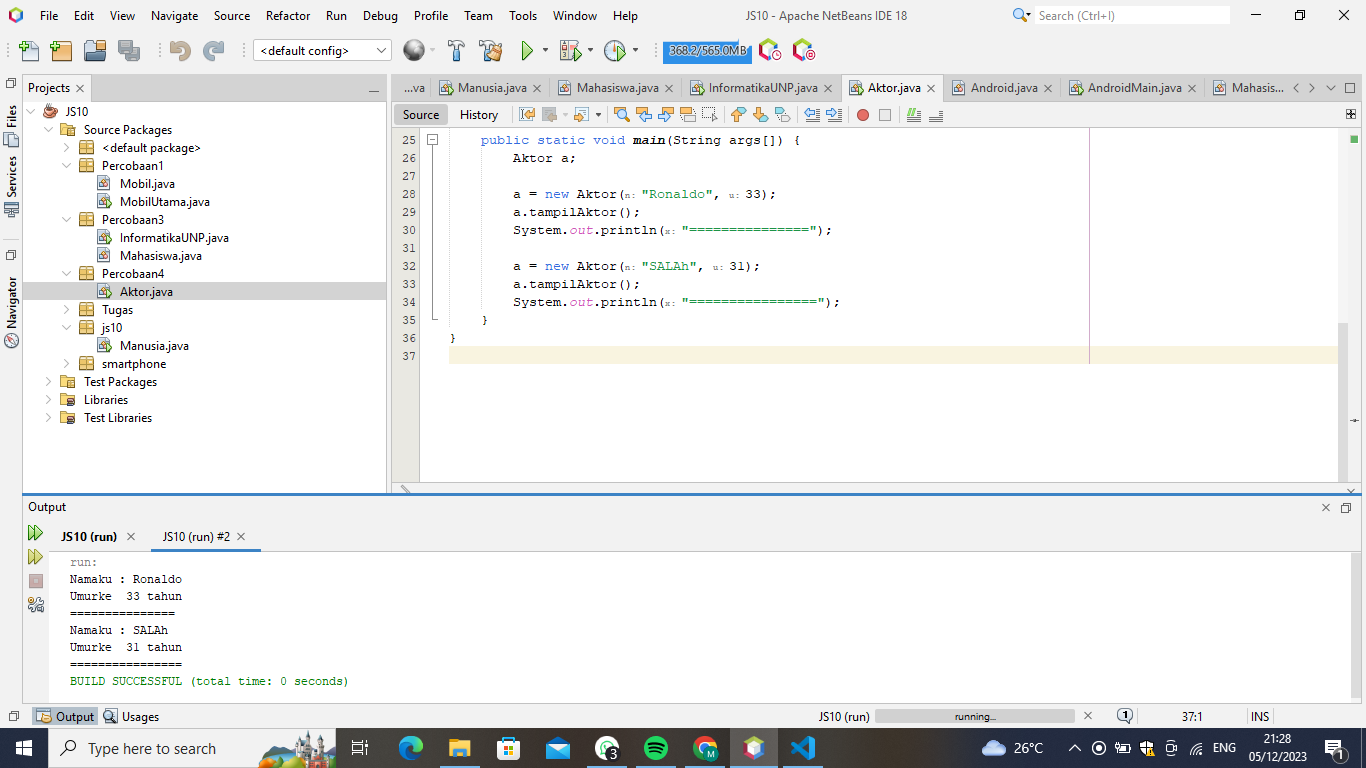 File Edit View Navigate Source Refactor Run Debug Profile Team Tools Window Help JS10 - Apache NetBeans IDE 18 Search (Ctrl+I)
<default config> 368.2/565.0MB
Files
Services
Navigator
Projects
JS10
Source Packages
<default package>
Percobaan1
Mobil.java
MobilUtama.java
Percobaan3
InformatikaUNP.java
Mahasiswa.java
Percobaan4
Aktor.java
Tugas
js10
Manusia.java
smartphone
Test Packages
Libraries
Test Libraries
...va Manusia.java Mahasiswa.java InformatikaUNP.java Aktor.java Android.java AndroidMain.java Mahasis...
Source History
25 public static void main(String args[]) {
26 Aktor a;
27
28 a = new Aktor(n: "Ronaldo", u: 33);
29 a.tampilAktor();
30 System.out.println(x: "===============");
31
32 a = new Aktor(n: "SALAh", u: 31);
33 a.tampilAktor();
34 System.out.println(x: "================");
35 }
36 }
37
Output
JS10 (run) JS10 (run) #2
run:
Namaku : Ronaldo
Umurke  33 tahun
===============
Namaku : SALAh
Umurke  31 tahun
================
BUILD SUCCESSFUL (total time: 0 seconds)
Output Usages JS10 (run) running... 1 37:1 INS
Type here to search 3 M 26°C ENG 21:28
05/12/2023 1